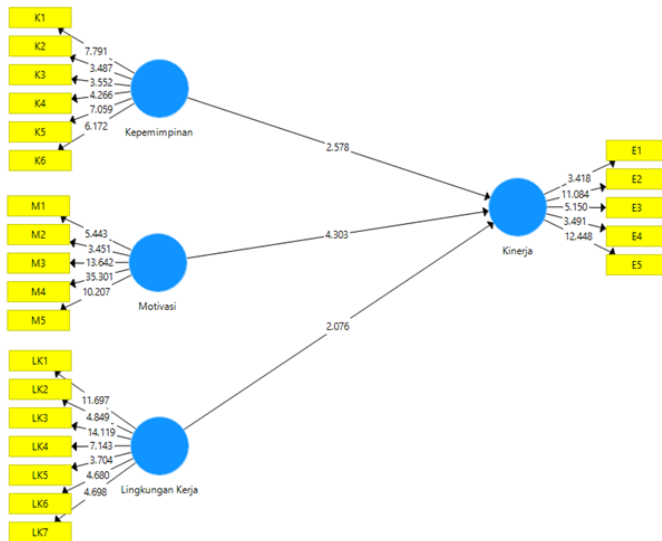 K1
K2
K3
K4
K5
K6
7.791
3.487
3.552
4.266
7.059
6.172
Kepemimpinan
2.578
M1
M2
M3
M4
M5
5.443
3.451
13.642
35.301
10.207
Motivasi
4.303
LK1
LK2
LK3
LK4
LK5
LK6
LK7
11.697
4.849
14.119
7.143
3.704
4.680
4.698
Lingkungan Kerja
2.076
Kinerja
3.418
11.084
5.150
3.491
12.448
E1
E2
E3
E4
E5